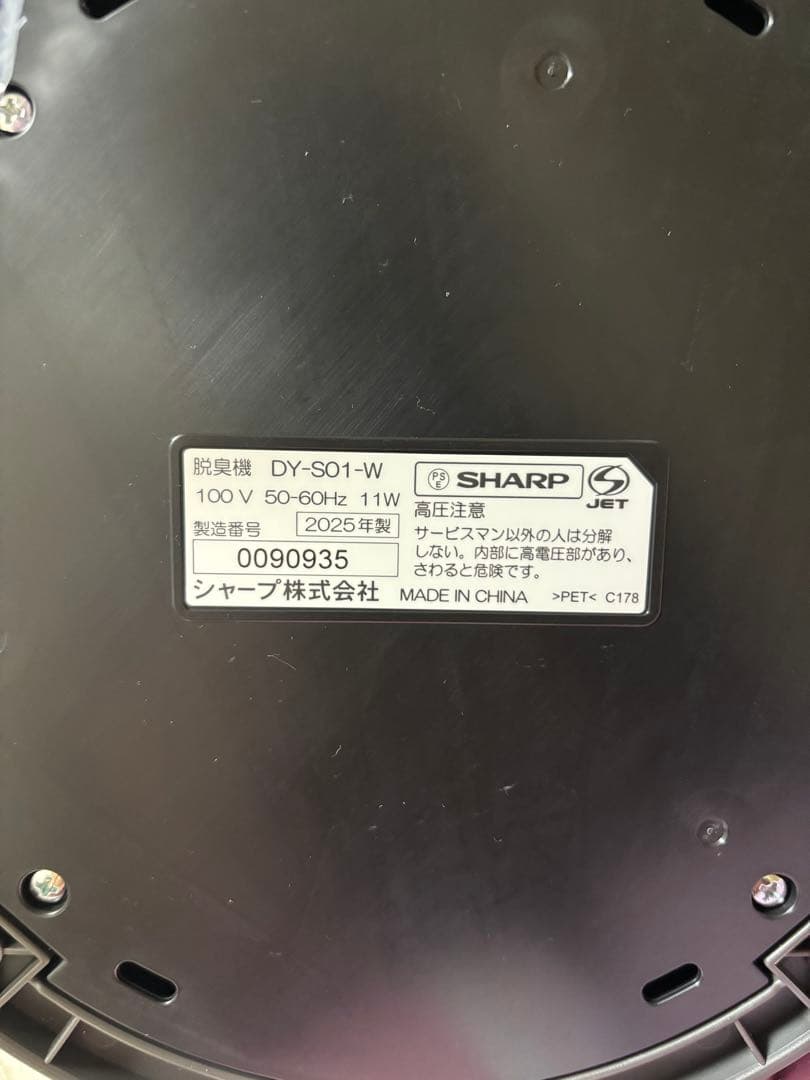 脱臭機 DY-S01-W
100V 50-60Hz 11W
製造番号 2025年製
0090935
シャープ株式会社
PS
E
SHARP
JET
高圧注意
サービスマン以外の人は分解
しない。内部に高電圧部があり、
さわると危険です。
MADE IN CHINA >PET< C178